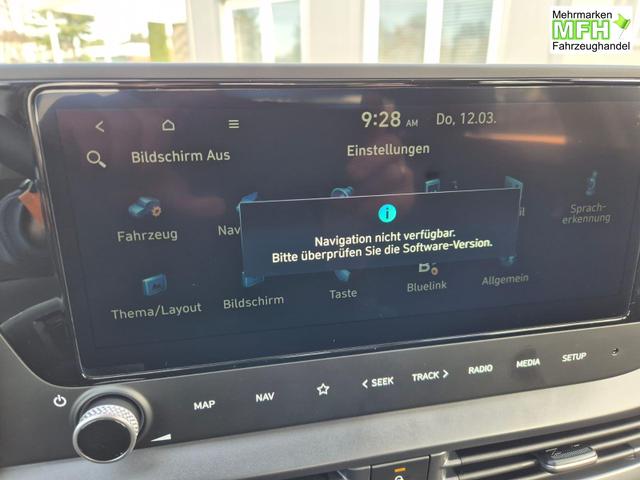 Mehrmarken
MFH
Fahrzeughandel
9:28 AM Do, 12.03.
Bildschirm Aus
Einstellungen
Navigation nicht verfügbar.
Bitte überprüfen Sie die Software-Version.
Fahrzeug
Nav
Sprach-
erkennung
Thema/Layout
Bildschirm
Taste
Bluelink
Allgemein
MAP
NAV
< SEEK
TRACK >
RADIO
MEDIA
SETUP